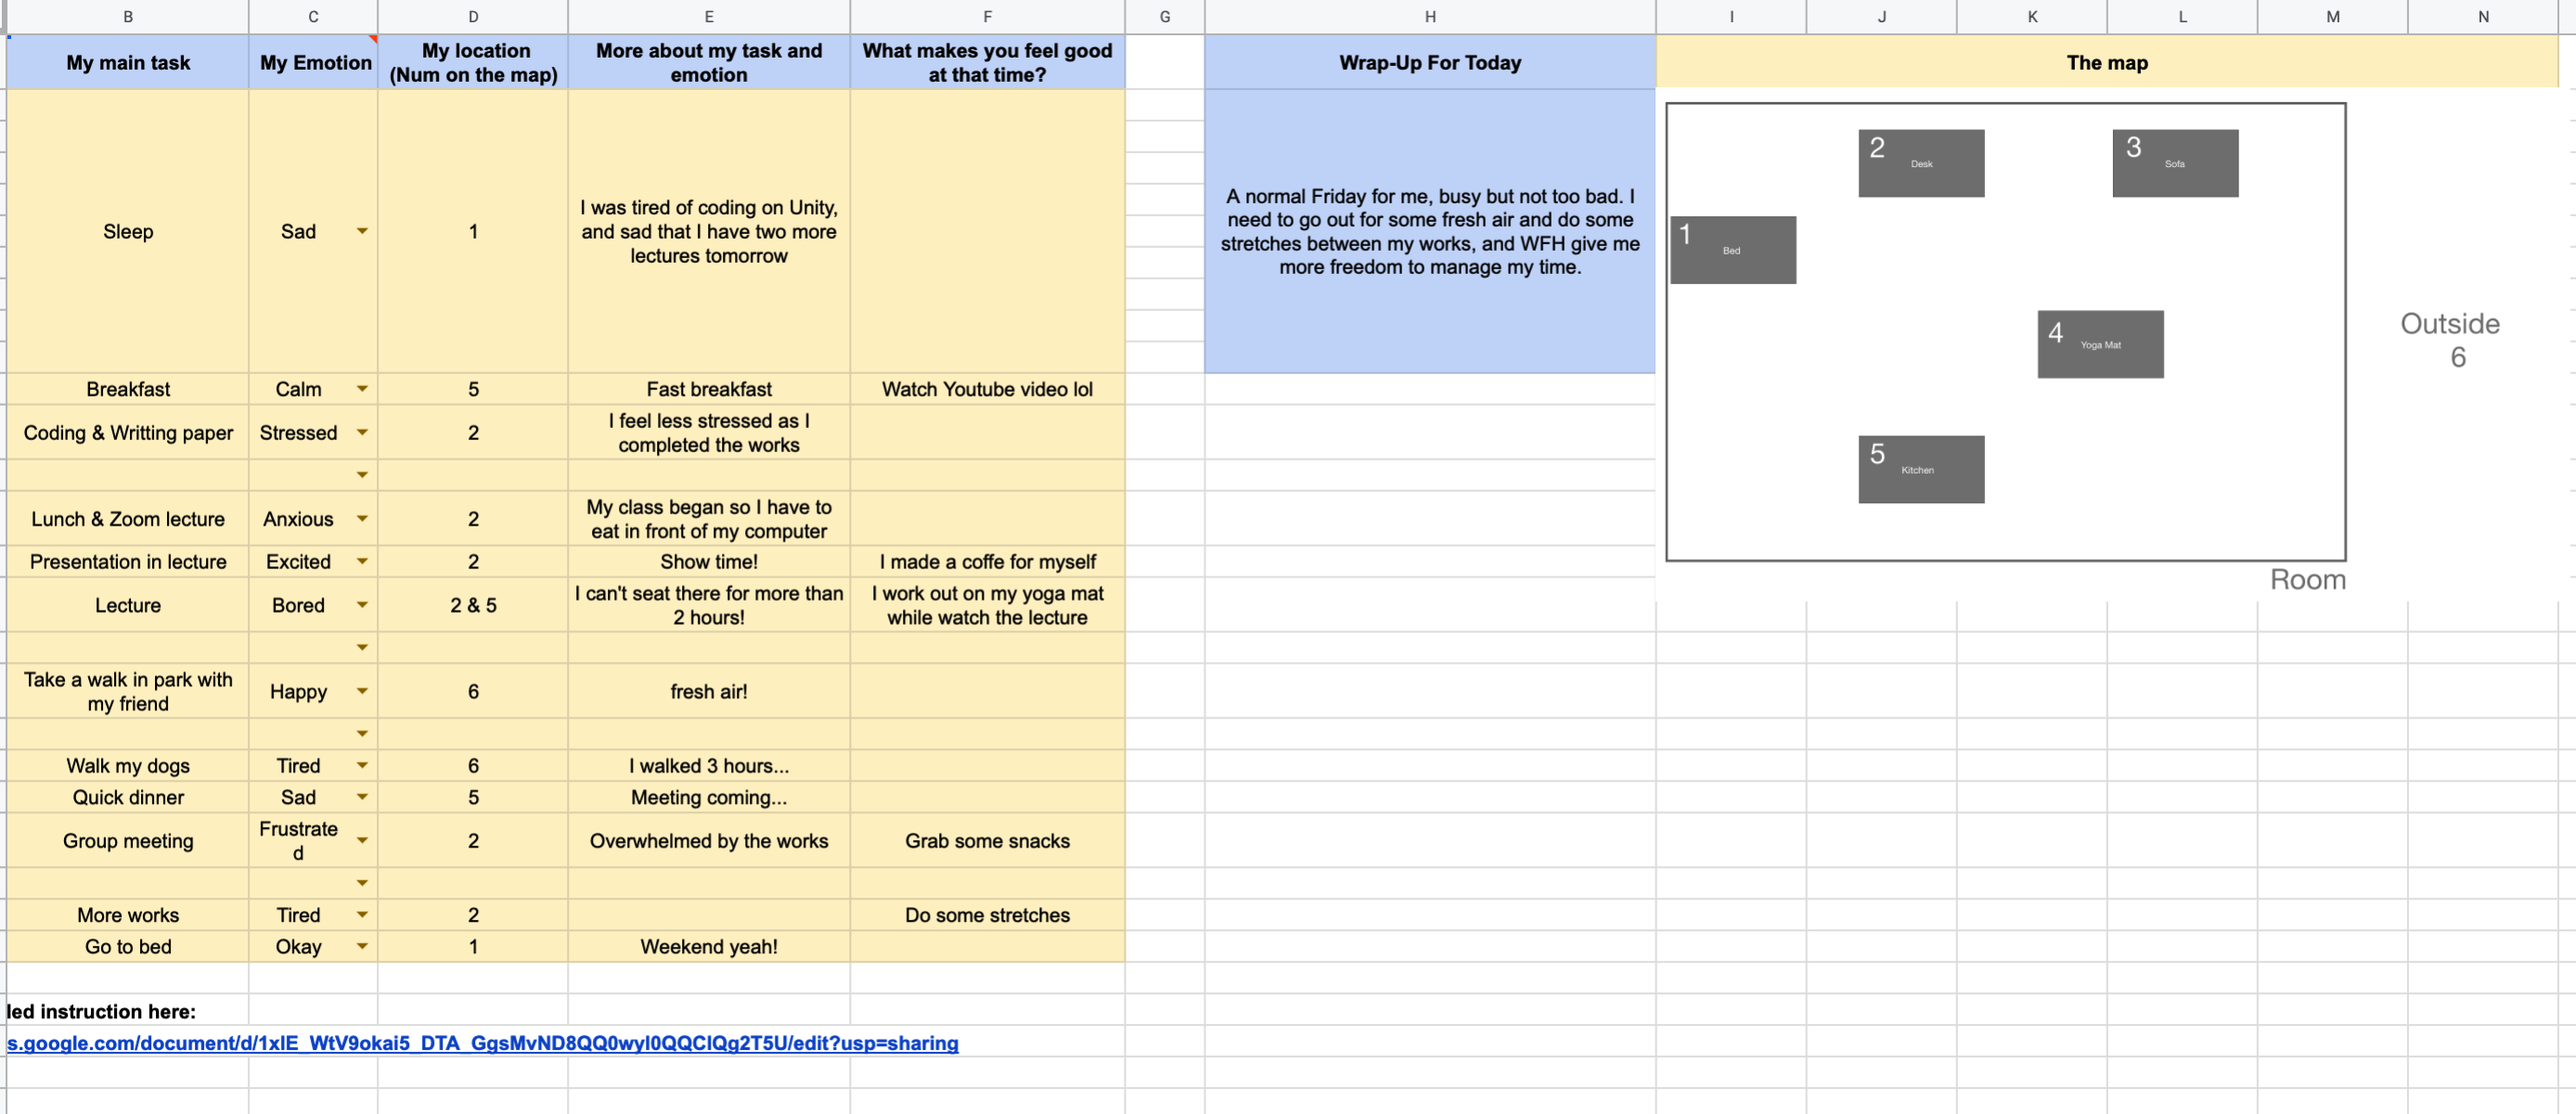 B C D E F G H I J K L M N
My main task
My Emotion
My location
(Num on the map)
More about my task and
emotion
What makes you feel good
at that time?
Wrap-Up For Today
The map
Sleep
Sad
1
I was tired of coding on Unity,
and sad that I have two more
lectures tomorrow
A normal Friday for me, busy but not too bad. I
need to go out for some fresh air and do some
stretches between my works, and WFH give me
more freedom to manage my time.
2 Desk
3 Sofa
1 Bed
4 Yoga Mat
Outside
6
5 Kitchen
Room
Breakfast
Calm
5
Fast breakfast
Watch Youtube video lol
Coding & Writting paper
Stressed
2
I feel less stressed as I
completed the works
Lunch & Zoom lecture
Anxious
2
My class began so I have to
eat in front of my computer
Presentation in lecture
Excited
2
Show time!
I made a coffe for myself
Lecture
Bored
2 & 5
I can't seat there for more than
2 hours!
I work out on my yoga mat
while watch the lecture
Take a walk in park with
my friend
Happy
6
fresh air!
Walk my dogs
Tired
6
I walked 3 hours...
Quick dinner
Sad
5
Meeting coming...
Group meeting
Frustrate
d
2
Overwhelmed by the works
Grab some snacks
More works
Tired
2
Do some stretches
Go to bed
Okay
1
Weekend yeah!
led instruction here:
s.google.com/document/d/1xIE_WtV9okai5_DTA_GgsMvND8QQ0wyI0QQCIQg2T5U/edit?usp=sharing